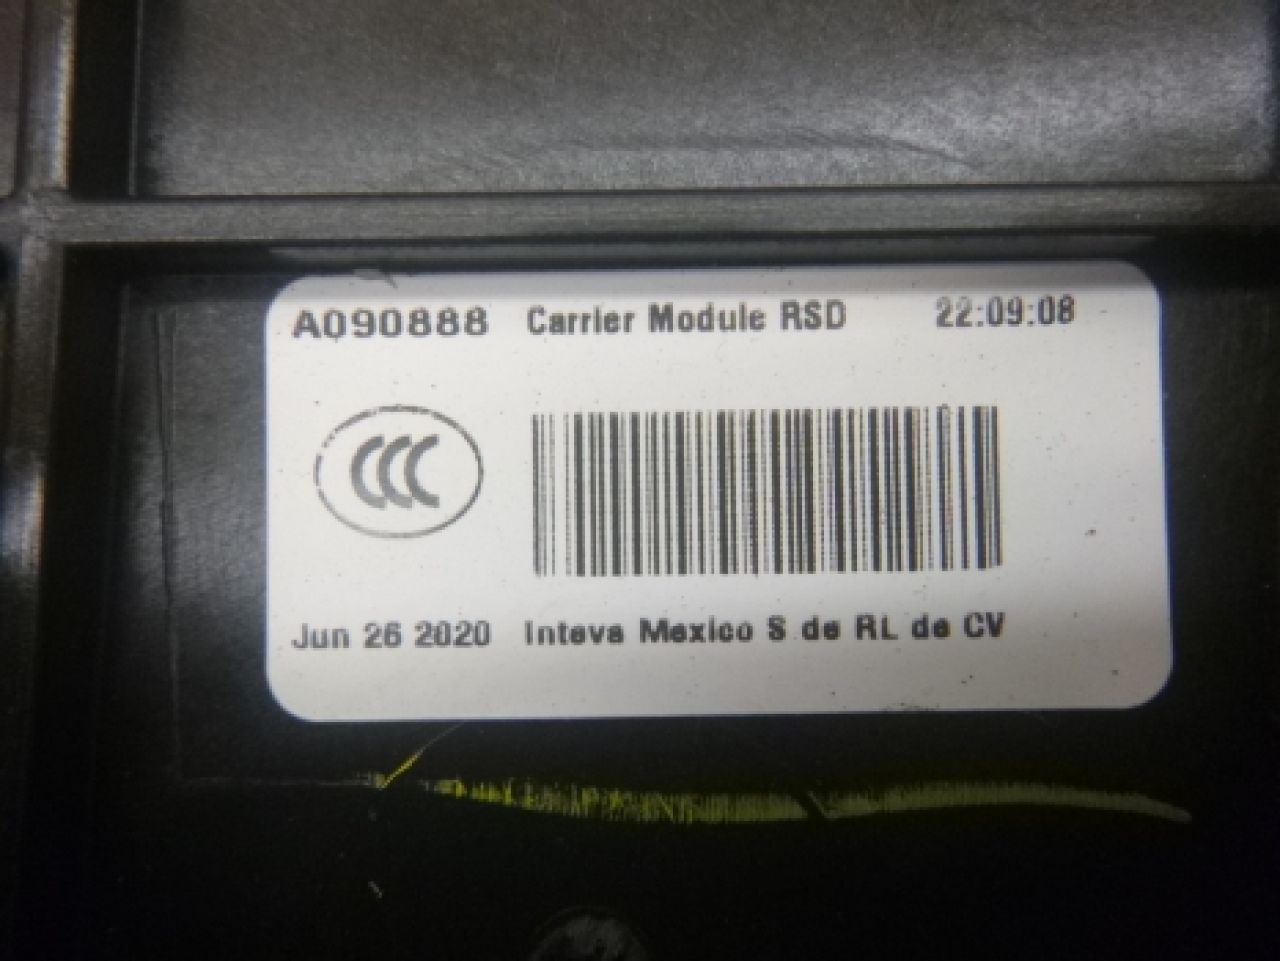 A090888 Carrier Module RSD 22:09:08
CCC
Jun 26 2020 Inteva Mexico S de RL de CV